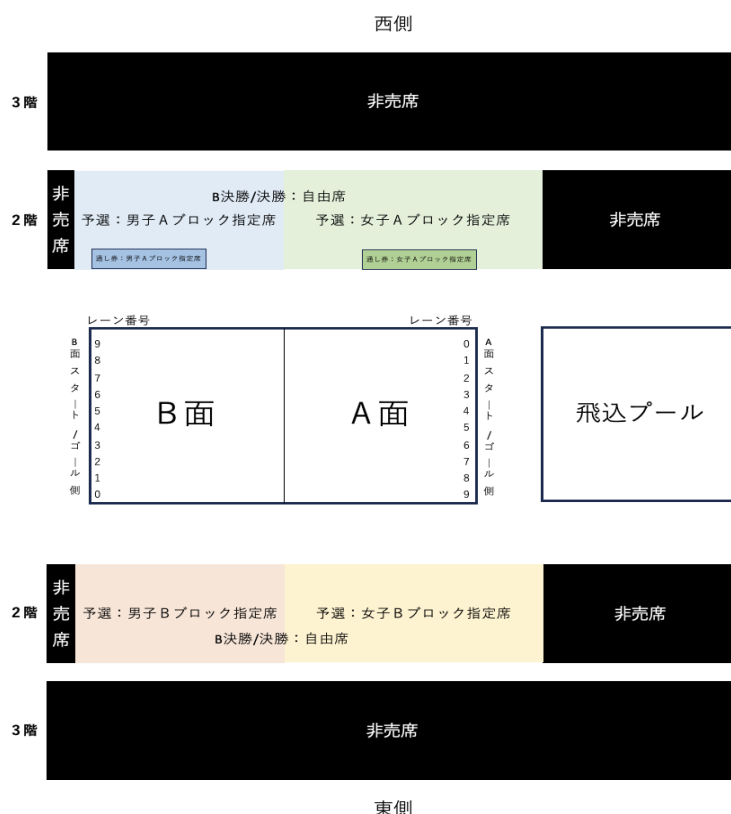 西側
3階
非売席
非売席
2階
B決勝/決勝：自由席
予選：男子Aブロック指定席
予選：女子Aブロック指定席
非売席
通し券：男子Aブロック指定席
通し券：女子Aブロック指定席
レーン番号
レーン番号
B面スタート/ゴール側
9
8
7
6
5
4
3
2
1
0
B面
A面
0
1
2
3
4
5
6
7
8
9
A面スタート/ゴール側
飛込プール
非売席
2階
予選：男子Bブロック指定席
予選：女子Bブロック指定席
非売席
B決勝/決勝：自由席
3階
非売席
東側